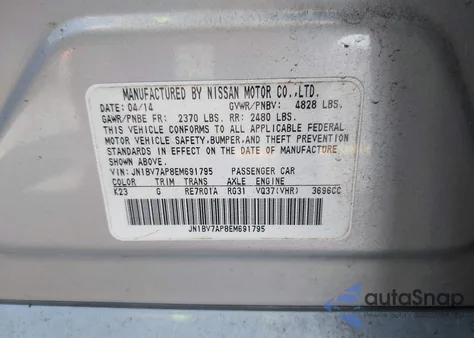 MANUFACTURED BY NISSAN MOTOR CO.,LTD.
DATE: 04/14 GVWR/PNBV: 4828 LBS.
GAWR/PNBE FR: 2370 LBS. RR: 2480 LBS.
THIS VEHICLE CONFORMS TO ALL APPLICABLE FEDERAL
MOTOR VEHICLE SAFETY,BUMPER,AND THEFT PREVENTION
STANDARDS IN EFFECT ON THE DATE OF MANUFACTURE
SHOWN ABOVE.
VIN: JN1BV7AP8EM691795 PASSENGER CAR
COLOR TRIM TRANS AXLE ENGINE
K23 G RE7R01A RG31 VQ37(VHR) 3696CC
JN1BV7AP8EM691795
autoSnap